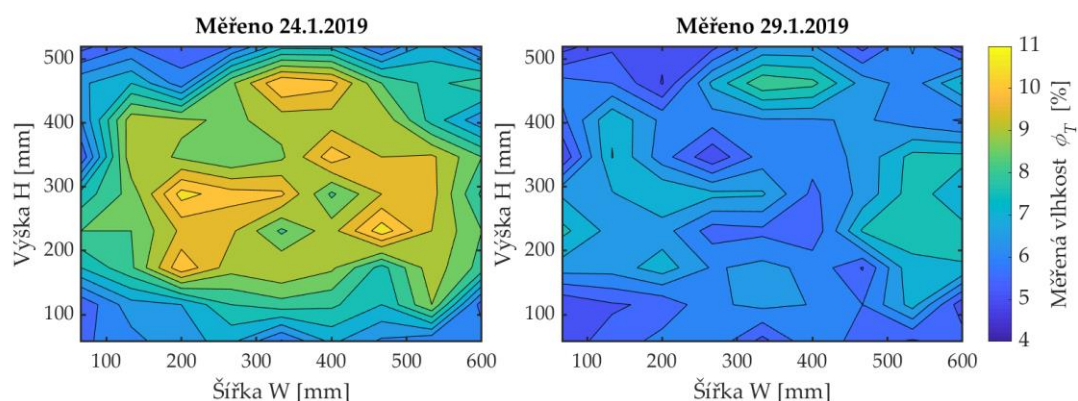 Měřeno 24.1.2019
500
400
300
200
100
Výška H [mm]
100 200 300 400 500 600
Šířka W [mm]
Měřeno 29.1.2019
500
400
300
200
100
Výška H [mm]
100 200 300 400 500 600
Šířka W [mm]
11
10
9
8
7
6
5
4
Měřená vlhkost ϕ_T [%]